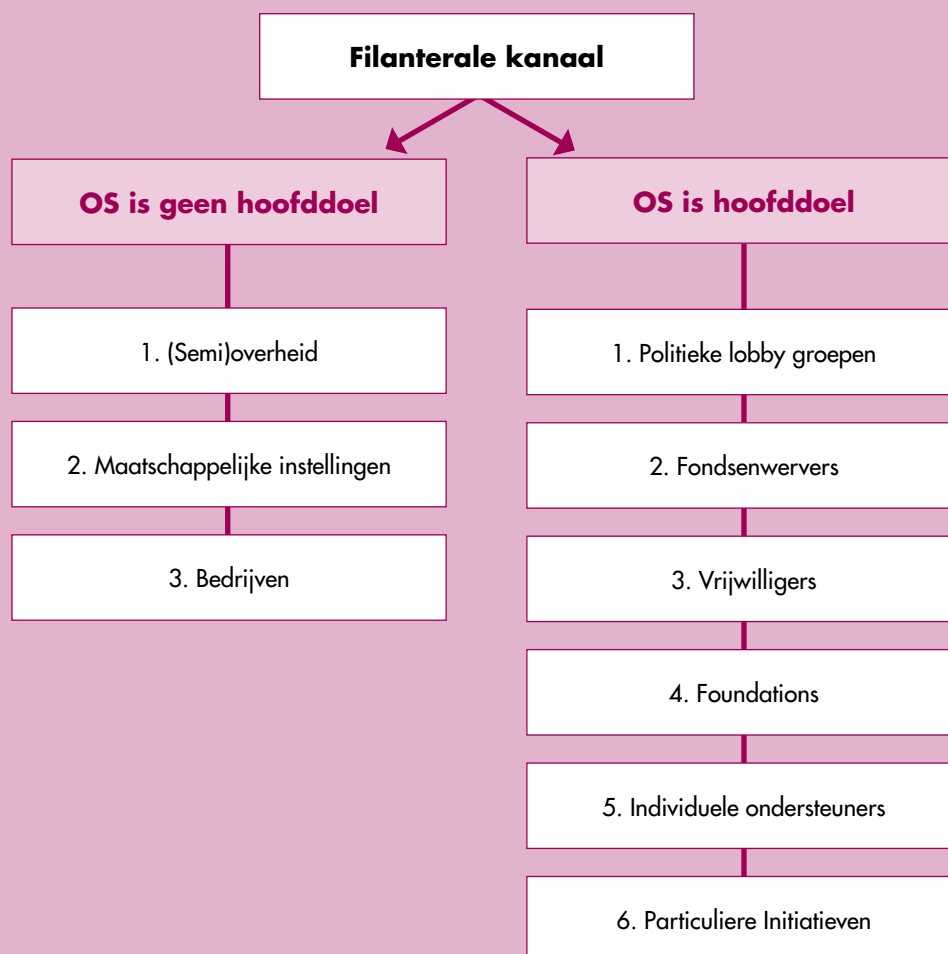 Filanterale kanaal
OS is geen hoofddoel
1. (Semi)overheid
2. Maatschappelijke instellingen
3. Bedrijven
OS is hoofddoel
1. Politieke lobby groepen
2. Fondsenwervers
3. Vrijwilligers
4. Foundations
5. Individuele ondersteuners
6. Particuliere Initiatieven